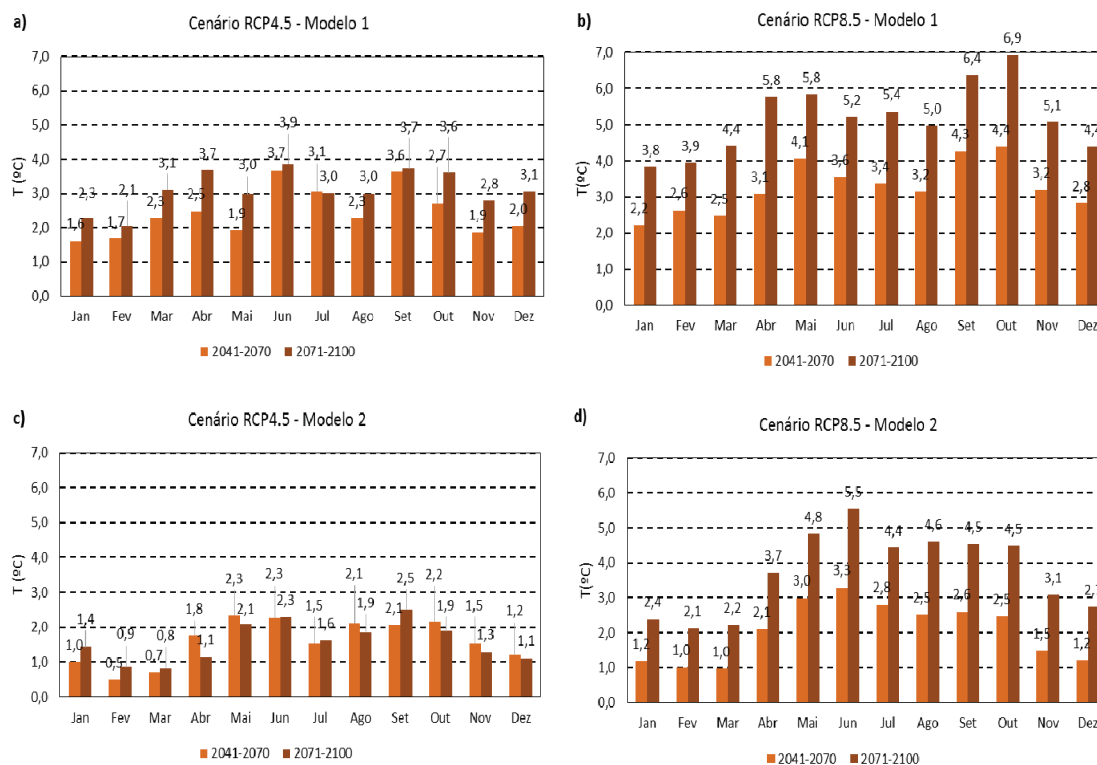 a)
Cenário RCP4.5 - Modelo 1
7,0
6,0
5,0
4,0
3,0
2,0
1,0
0,0
T (ºC)
1,6 2,3 1,7 2,1 2,3 3,1 2,5 3,7 1,9 3,0 3,7 3,9 3,1 3,0 2,3 3,0 3,6 3,7 2,7 3,6 1,9 2,8 2,0 3,1
Jan Fev Mar Abr Mai Jun Jul Ago Set Out Nov Dez
2041-2070 2071-2100
b)
Cenário RCP8.5 - Modelo 1
7,0
6,0
5,0
4,0
3,0
2,0
1,0
0,0
T(ºC)
2,2 3,8 2,6 3,9 2,5 4,4 3,1 5,8 4,1 5,8 3,6 5,2 3,4 5,4 3,2 5,0 4,3 6,4 4,4 6,9 3,2 5,1 2,8 4,4
Jan Fev Mar Abr Mai Jun Jul Ago Set Out Nov Dez
2041-2070 2071-2100
c)
Cenário RCP4.5 - Modelo 2
7,0
6,0
5,0
4,0
3,0
2,0
1,0
0,0
T (ºC)
1,0 1,4 0,5 0,9 0,7 0,8 1,8 1,1 2,3 2,1 2,3 2,3 1,5 1,6 2,1 1,9 2,1 2,5 2,2 1,9 1,5 1,3 1,2 1,1
Jan Fev Mar Abr Mai Jun Jul Ago Set Out Nov Dez
2041-2070 2071-2100
d)
Cenário RCP8.5 - Modelo 2
7,0
6,0
5,0
4,0
3,0
2,0
1,0
0,0
T(ºC)
1,2 2,4 1,0 2,1 1,0 2,2 2,1 3,7 3,0 4,8 3,3 5,5 2,8 4,4 2,5 4,6 2,6 4,5 2,5 4,5 1,5 3,1 1,2
Jan Fev Mar Abr Mai Jun Jul Ago Set Out Nov Dez
2041-2070 2071-2100